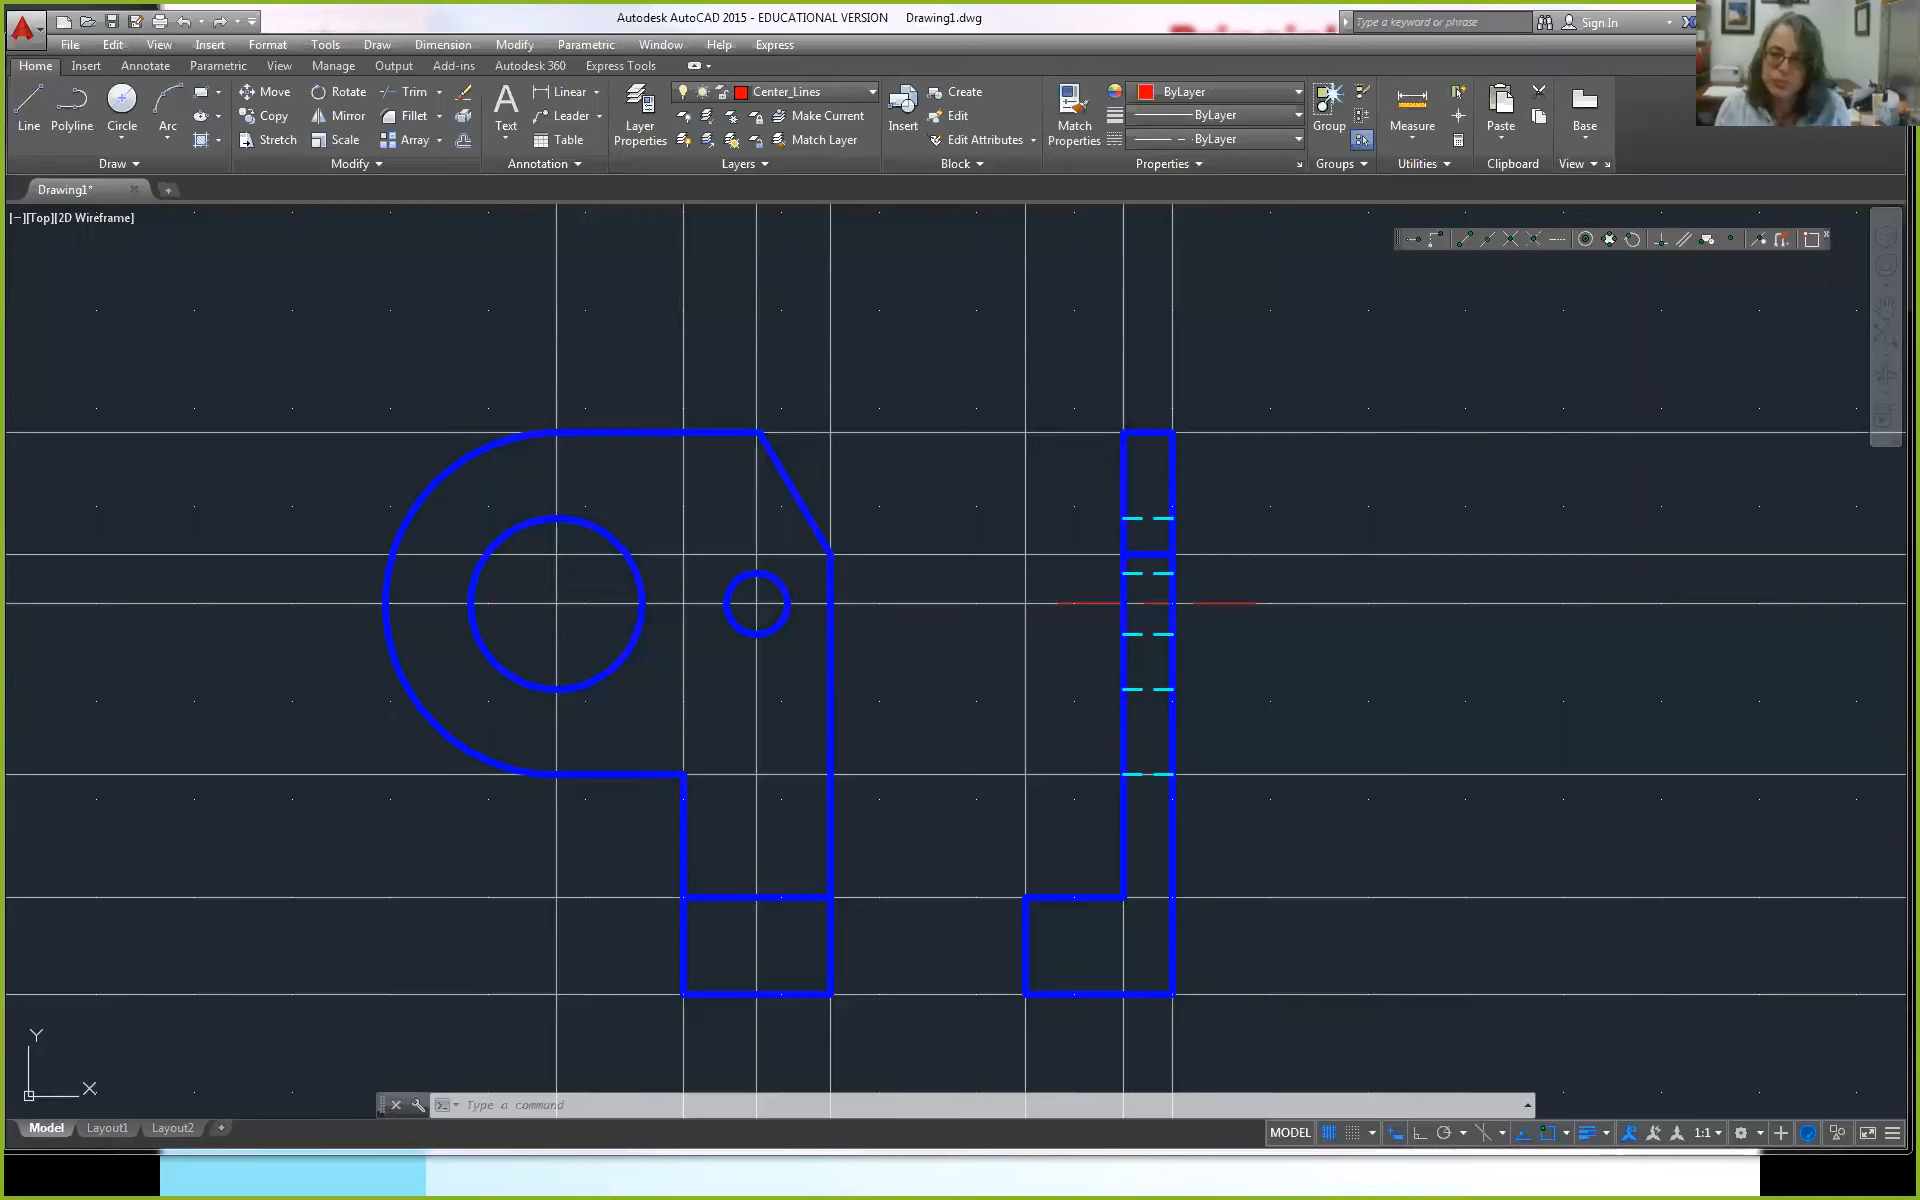 Autodesk AutoCAD 2015 - EDUCATIONAL VERSION Drawing1.dwg
Type a keyword or phrase
Sign In
File Edit View Insert Format Tools Draw Dimension Modify Parametric Window Help Express
Home Insert Annotate Parametric View Manage Output Add-ins Autodesk 360 Express Tools
Line Polyline Circle Arc
Draw
Move Rotate Trim
Copy Mirror Fillet
Stretch Scale Array
Modify
Text
Linear
Leader
Table
Annotation
Layer Properties
Center_Lines
Make Current
Match Layer
Layers
Insert
Create
Edit
Edit Attributes
Block
Match Properties
ByLayer
ByLayer
ByLayer
Properties
Group
Groups
Measure
Utilities
Paste
Clipboard
Base
View
Drawing1*
[−][Top][2D Wireframe]
Y
X
Type a command
Model Layout1 Layout2
MODEL
1:1